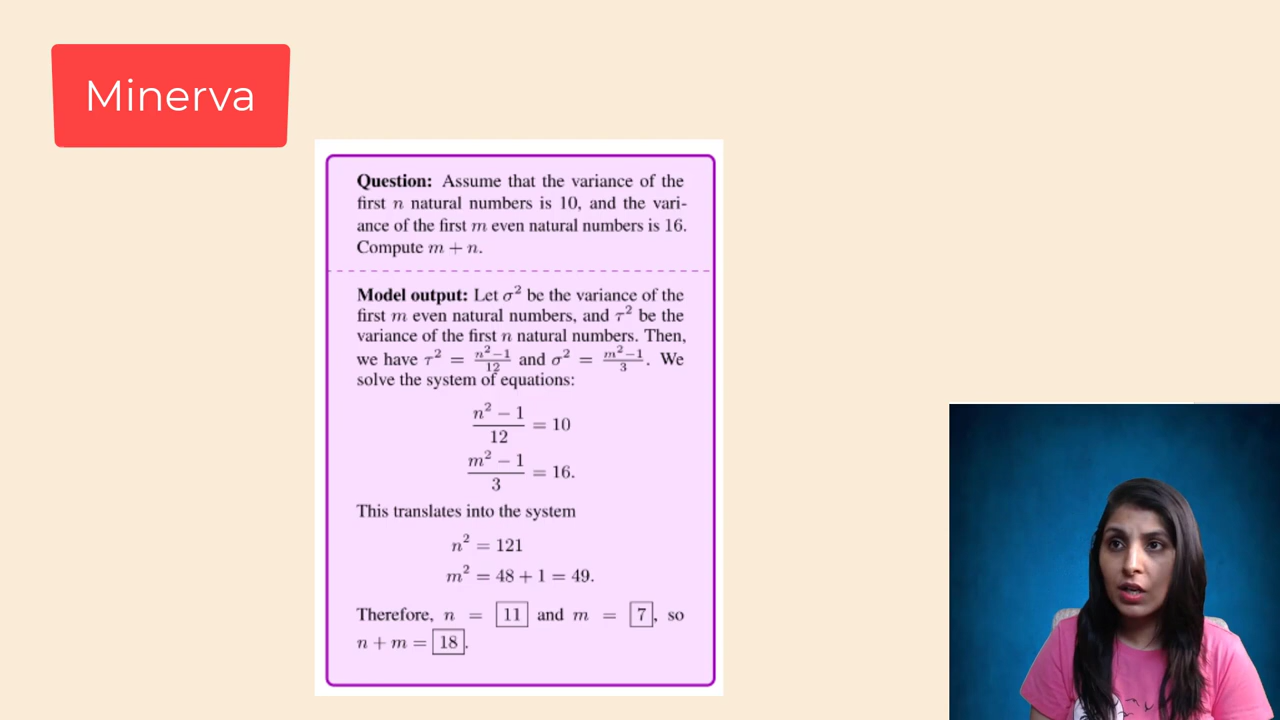 Minerva
Question: Assume that the variance of the
first n natural numbers is 10, and the vari-
ance of the first m even natural numbers is 16.
Compute m + n.
Model output: Let σ² be the variance of the
first m even natural numbers, and τ² be the
variance of the first n natural numbers. Then,
we have τ² = (n²−1)/12 and σ² = (m²−1)/3. We
solve the system of equations:
(n² − 1)/12 = 10
(m² − 1)/3 = 16.
This translates into the system
n² = 121
m² = 48 + 1 = 49.
Therefore, n = 11 and m = 7, so
n + m = 18.